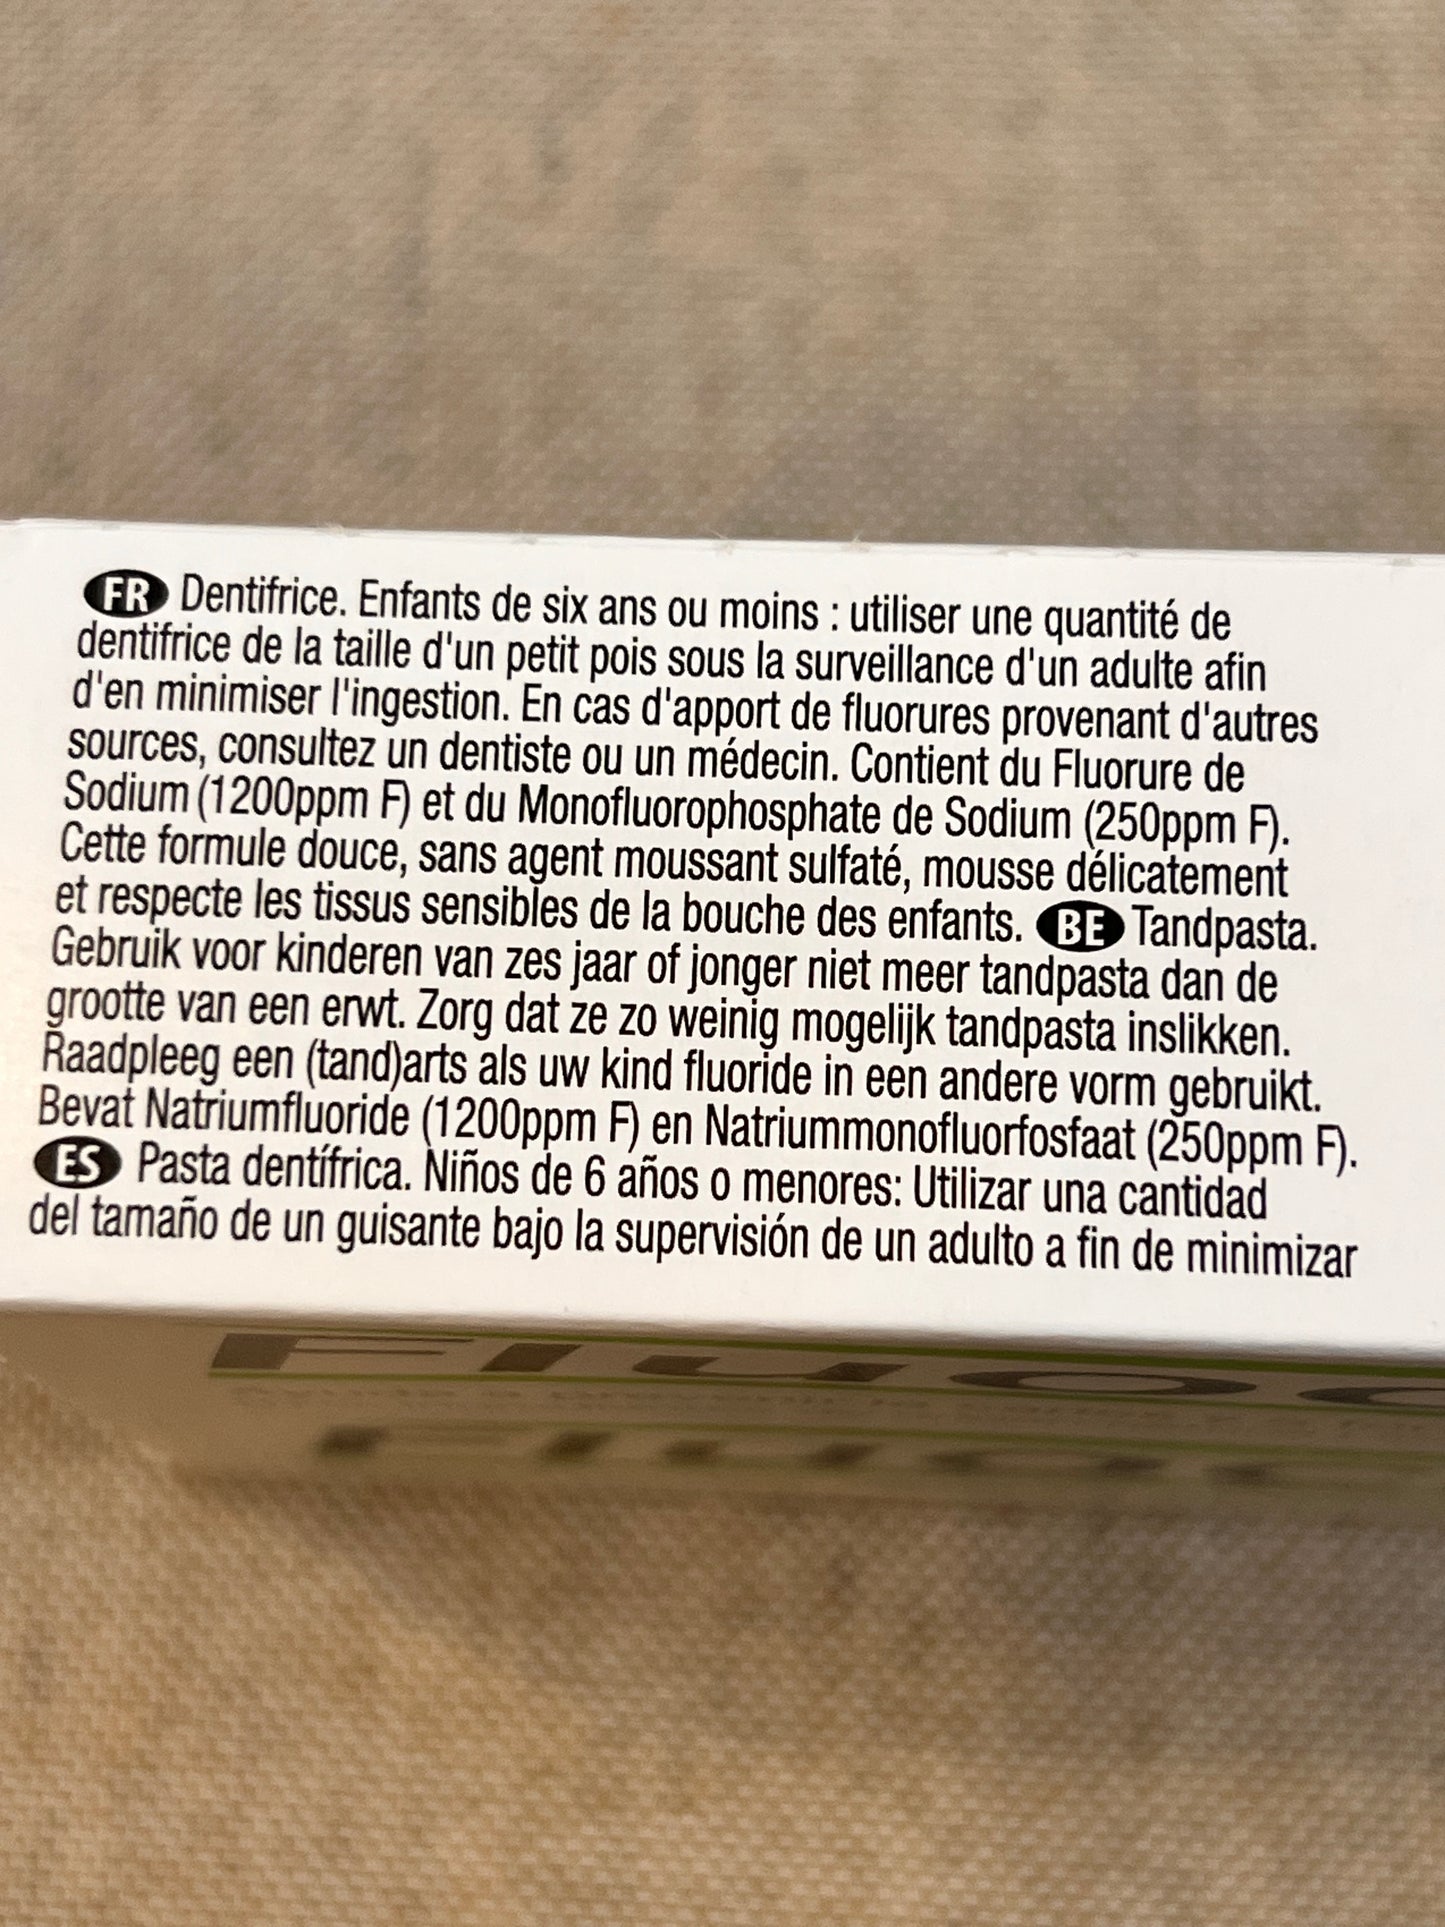 FR Dentifrice. Enfants de six ans ou moins : utiliser une quantité de
dentifrice de la taille d'un petit pois sous la surveillance d'un adulte afin
d'en minimiser l'ingestion. En cas d'apport de fluorures provenant d'autres
sources, consultez un dentiste ou un médecin. Contient du Fluorure de
Sodium (1200ppm F) et du Monofluorophosphate de Sodium (250ppm F).
Cette formule douce, sans agent moussant sulfaté, mousse délicatement
et respecte les tissus sensibles de la bouche des enfants. BE Tandpasta.
Gebruik voor kinderen van zes jaar of jonger niet meer tandpasta dan de
grootte van een erwt. Zorg dat ze zo weinig mogelijk tandpasta inslikken.
Raadpleeg een (tand)arts als uw kind fluoride in een andere vorm gebruikt.
Bevat Natriumfluoride (1200ppm F) en Natriummonofluorfosfaat (250ppm F).
ES Pasta dentífrica. Niños de 6 años o menores: Utilizar una cantidad
del tamaño de un guisante bajo la supervisión de un adulto a fin de minimizar